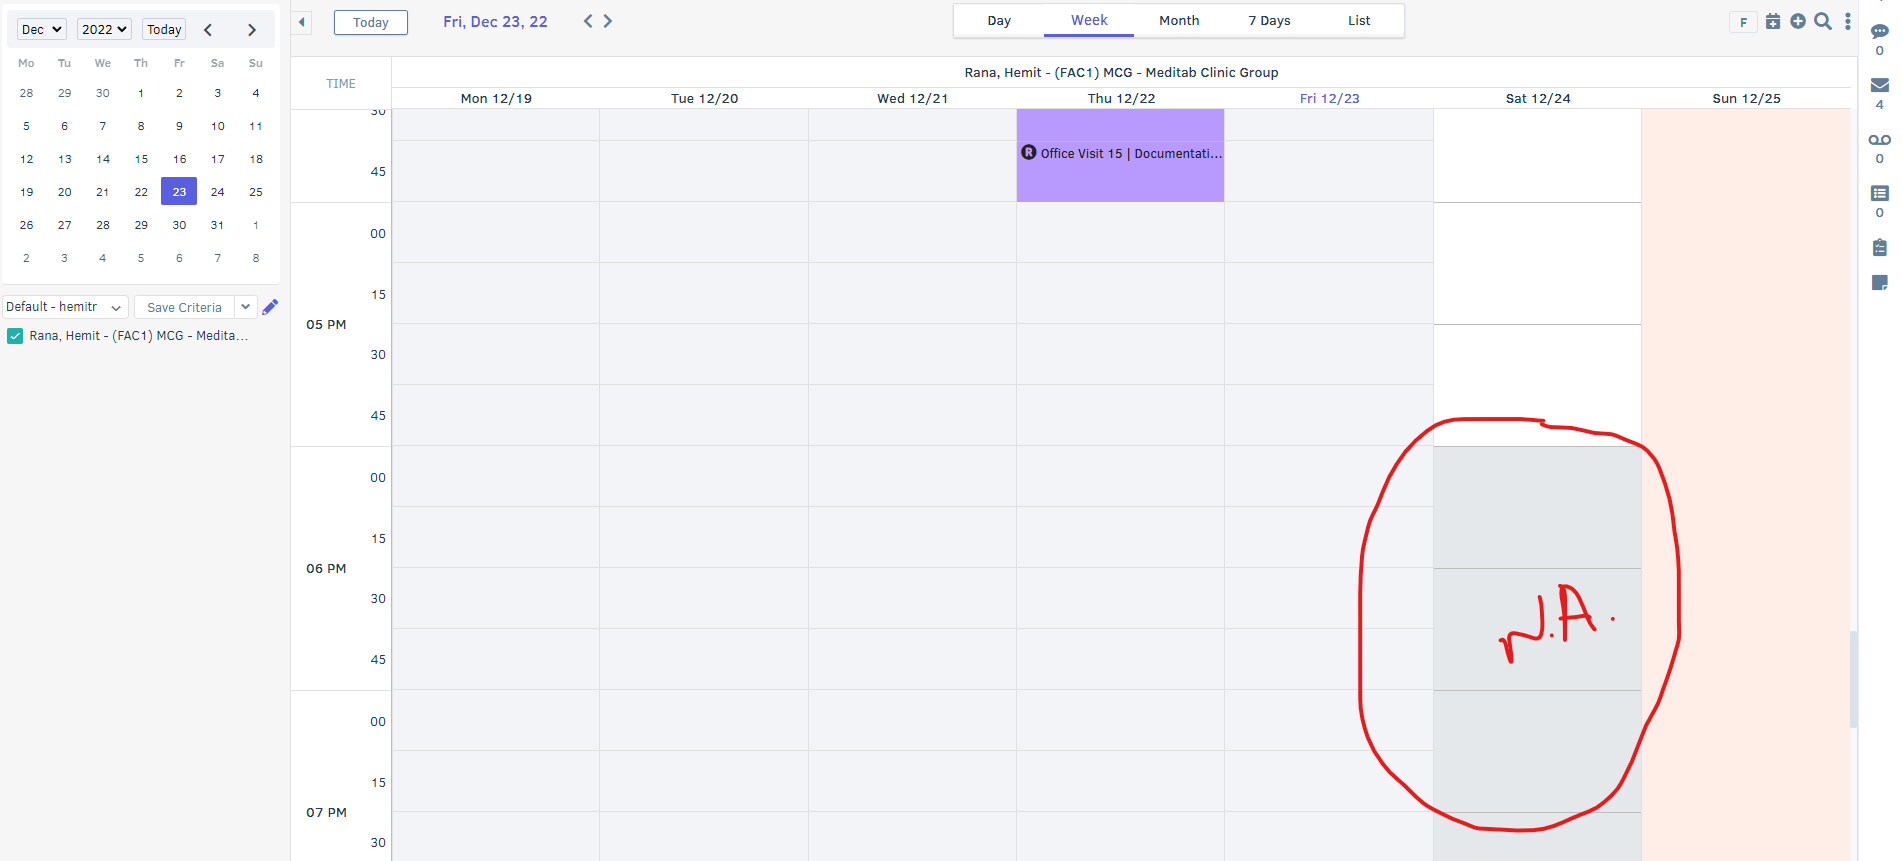 Dec 2022 Today
Mo Tu We Th Fr Sa Su
28 29 30 1 2 3 4
5 6 7 8 9 10 11
12 13 14 15 16 17 18
19 20 21 22 23 24 25
26 27 28 29 30 31 1
2 3 4 5 6 7 8
Default - hemitr
Save Criteria
Rana, Hemit - (FAC1) MCG - Medita...
Today
Fri, Dec 23, 22
Day Week Month 7 Days List
F
TIME
Rana, Hemit - (FAC1) MCG - Meditab Clinic Group
Mon 12/19 Tue 12/20 Wed 12/21 Thu 12/22 Fri 12/23 Sat 12/24 Sun 12/25
30
R Office Visit 15 | Documentati...
45
00
15
05 PM
30
45
00
15
06 PM
30
N.A.
45
00
15
07 PM
30
0
4
0
0